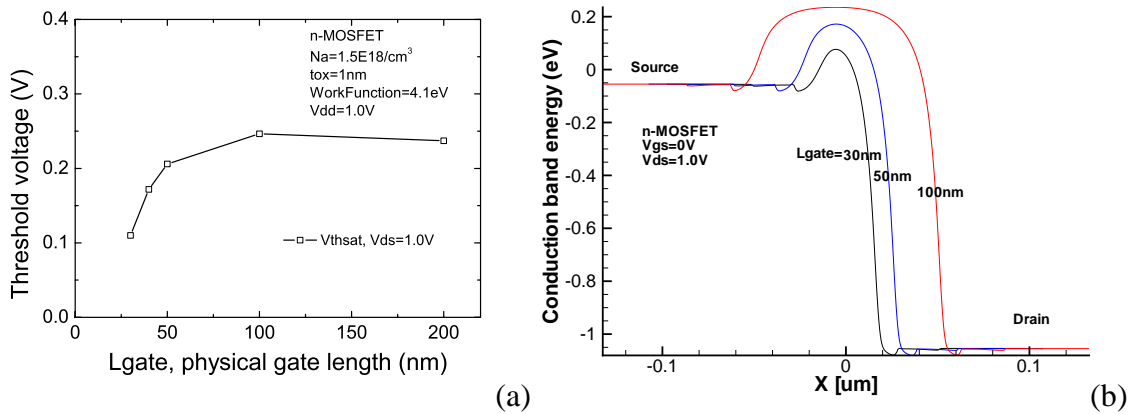 0.4
0.3
0.2
0.1
0.0
0
50
100
150
200
Threshold voltage (V)
Lgate, physical gate length (nm)
n-MOSFET
Na=1.5E18/cm³
tox=1nm
WorkFunction=4.1eV
Vdd=1.0V
Vthsat, Vds=1.0V
(a)
0.2
0
-0.2
-0.4
-0.6
-0.8
-1
-0.1
0
0.1
Conduction band energy (eV)
X [um]
Source
n-MOSFET
Vgs=0V
Vds=1.0V
Lgate=30nm
50nm
100nm
Drain
(b)